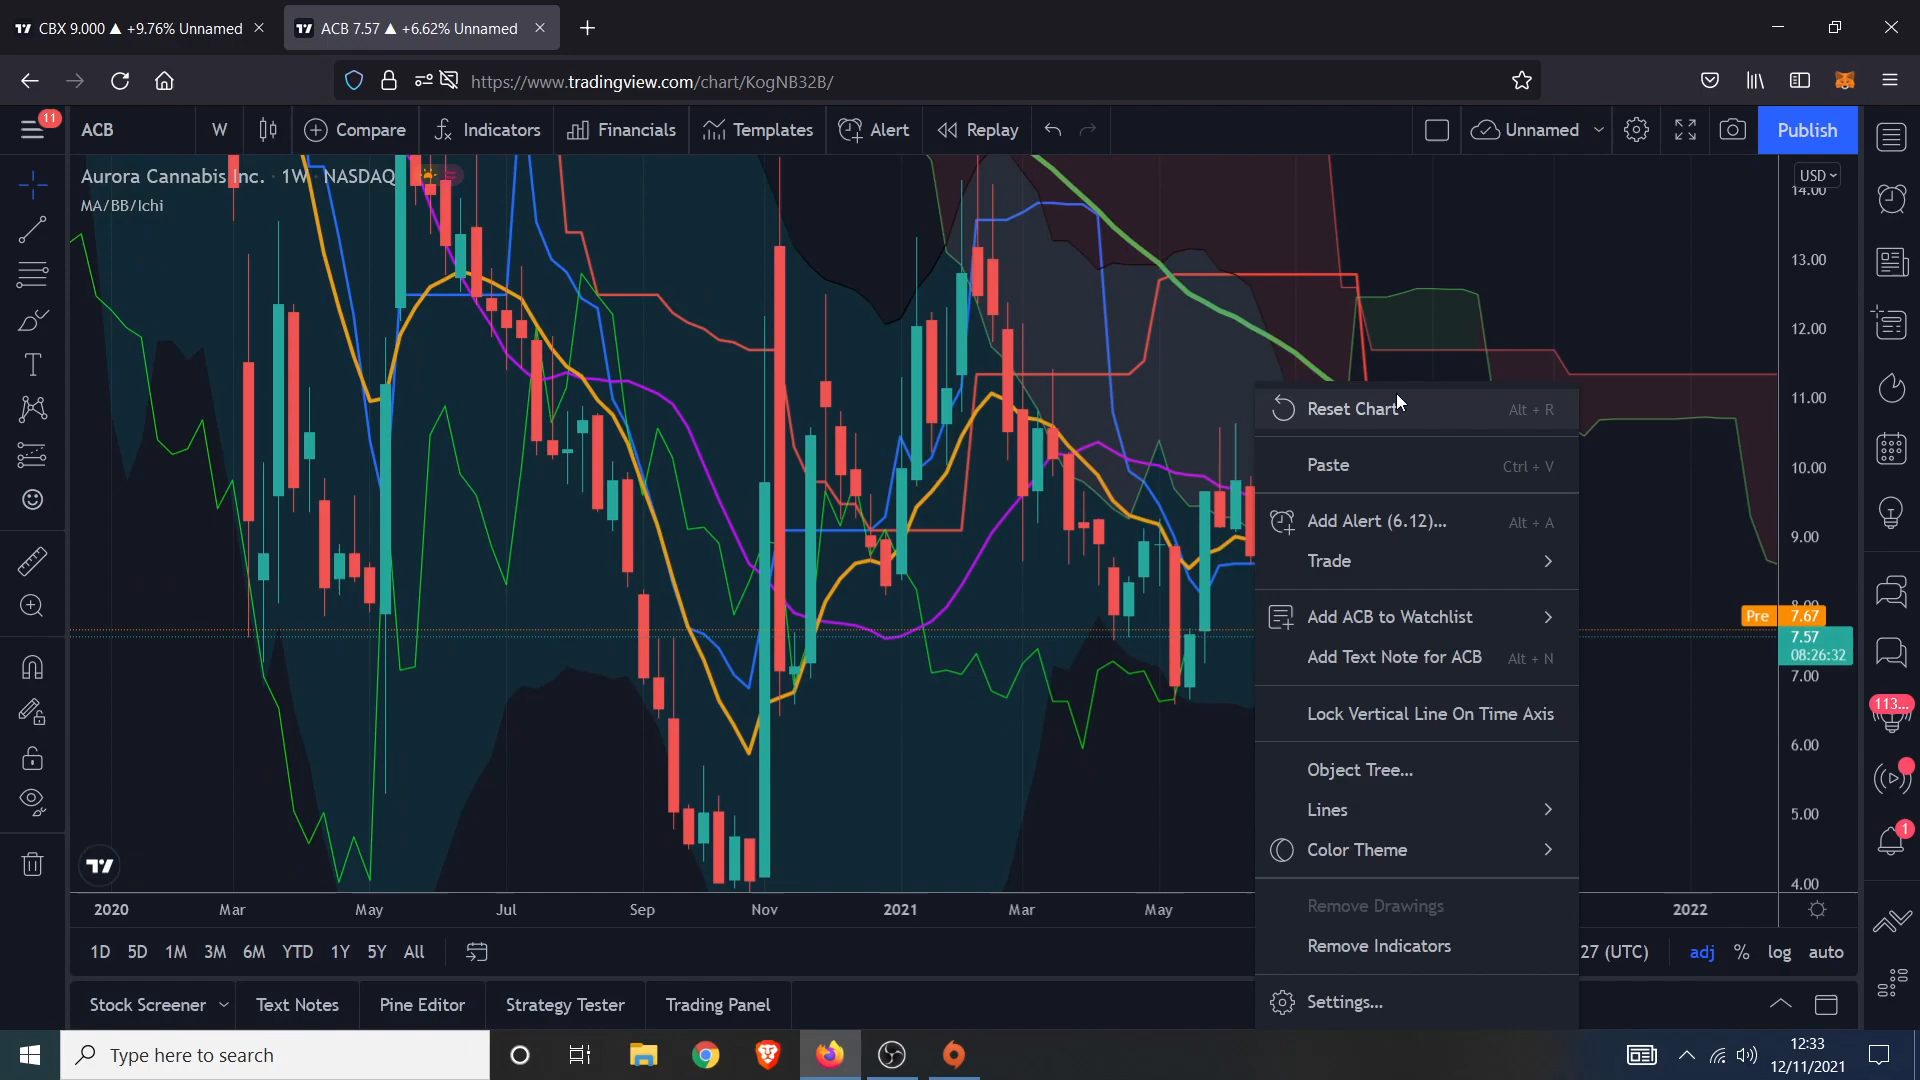 CBX 9.000 ▲ +9.76% Unnamed
ACB 7.57 ▲ +6.62% Unnamed
https://www.tradingview.com/chart/KogNB32B/
11
ACB
W
Compare
Indicators
Financials
Templates
Alert
Replay
Unnamed
Publish
Aurora Cannabis Inc. · 1W · NASDAQ
MA/BB/Ichi
USD
14.00
13.00
12.00
11.00
10.00
9.00
8.00
Pre 7.67
7.57
08:26:32
7.00
6.00
5.00
4.00
Reset Chart Alt + R
Paste Ctrl + V
Add Alert (6.12)... Alt + A
Trade
Add ACB to Watchlist
Add Text Note for ACB Alt + N
Lock Vertical Line On Time Axis
Object Tree...
Lines
Color Theme
Remove Drawings
Remove Indicators
Settings...
113...
1
2020 Mar May Jul Sep Nov 2021 Mar May 2022
1D 5D 1M 3M 6M YTD 1Y 5Y All
27 (UTC) adj % log auto
Stock Screener Text Notes Pine Editor Strategy Tester Trading Panel
Type here to search
12:33
12/11/2021